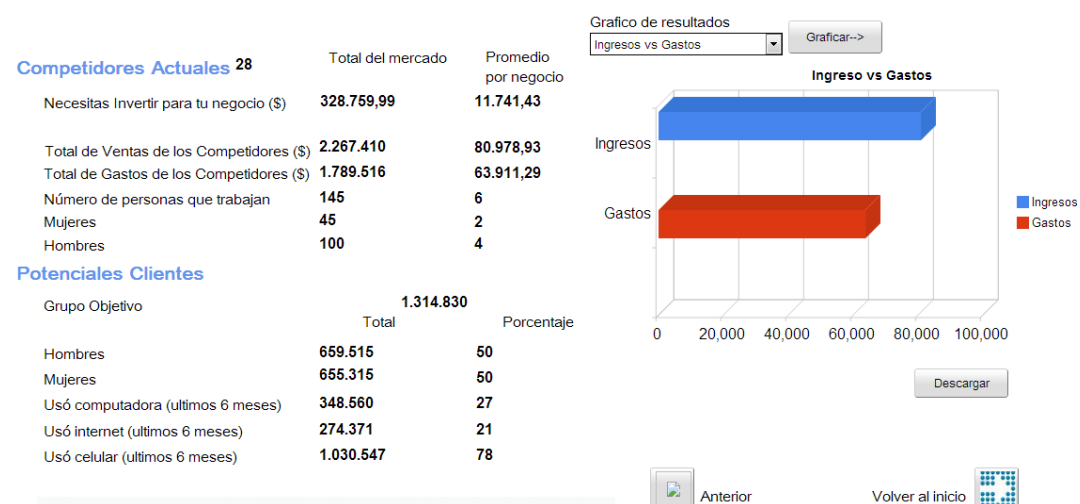 Grafico de resultados
Ingresos vs Gastos
Graficar-->
Competidores Actuales 28
Total del mercado
Promedio
por negocio
Necesitas Invertir para tu negocio ($) 328.759,99 11.741,43
Total de Ventas de los Competidores ($) 2.267.410 80.978,93
Total de Gastos de los Competidores ($) 1.789.516 63.911,29
Número de personas que trabajan 145 6
Mujeres 45 2
Hombres 100 4
Potenciales Clientes
Grupo Objetivo 1.314.830
Total Porcentaje
Hombres 659.515 50
Mujeres 655.315 50
Usó computadora (ultimos 6 meses) 348.560 27
Usó internet (ultimos 6 meses) 274.371 21
Usó celular (ultimos 6 meses) 1.030.547 78
Ingreso vs Gastos
Ingresos
Gastos
Ingresos
Gastos
0 20,000 40,000 60,000 80,000 100,000
Descargar
Anterior
Volver al inicio